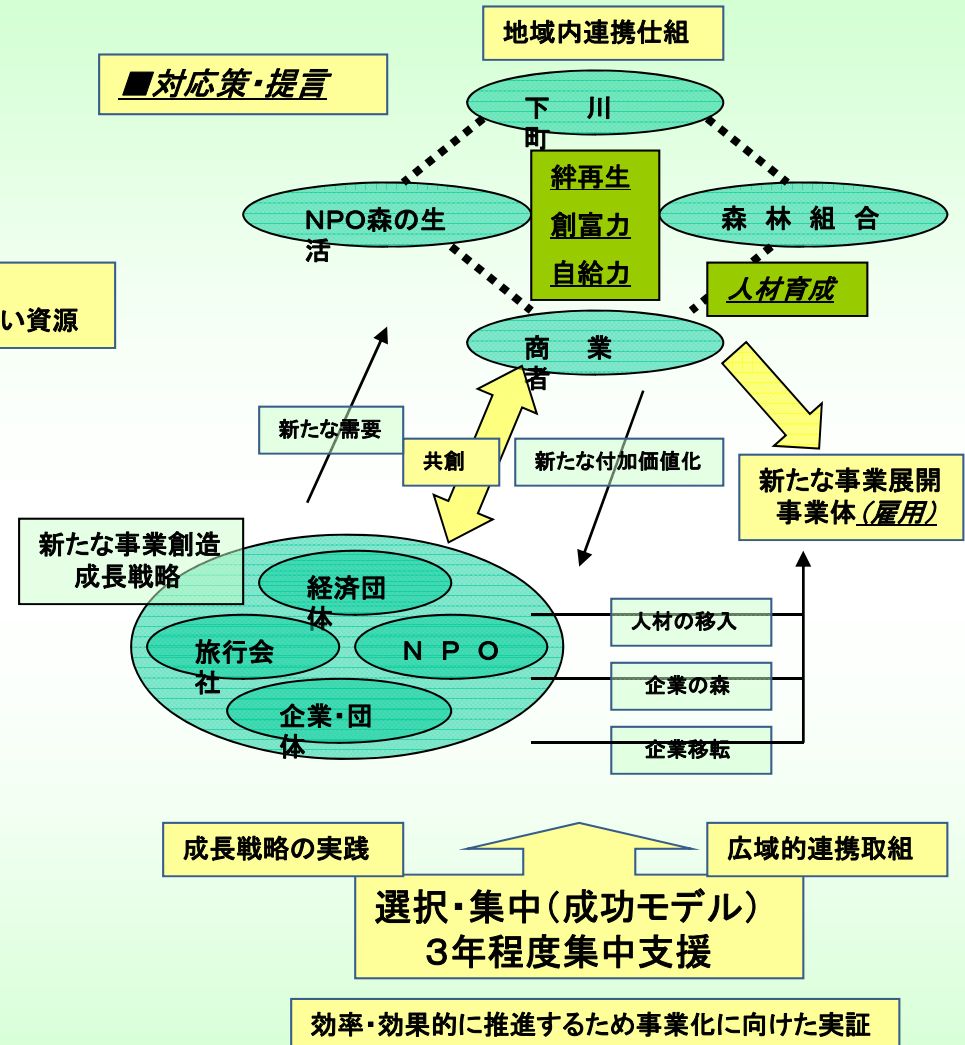 地域内連携仕組
■対応策・提言
下 川
町
絆再生
創富力
自給力
NPO森の生
活
森 林 組 合
人材育成
い資源
商 業
者
新たな需要
共創
新たな付加価値化
新たな事業展開
事業体(雇用)
新たな事業創造
成長戦略
経済団
体
旅行会
社
N P O
企業・団
体
人材の移入
企業の森
企業移転
成長戦略の実践
広域的連携取組
選択・集中(成功モデル)
3年程度集中支援
効率・効果的に推進するため事業化に向けた実証